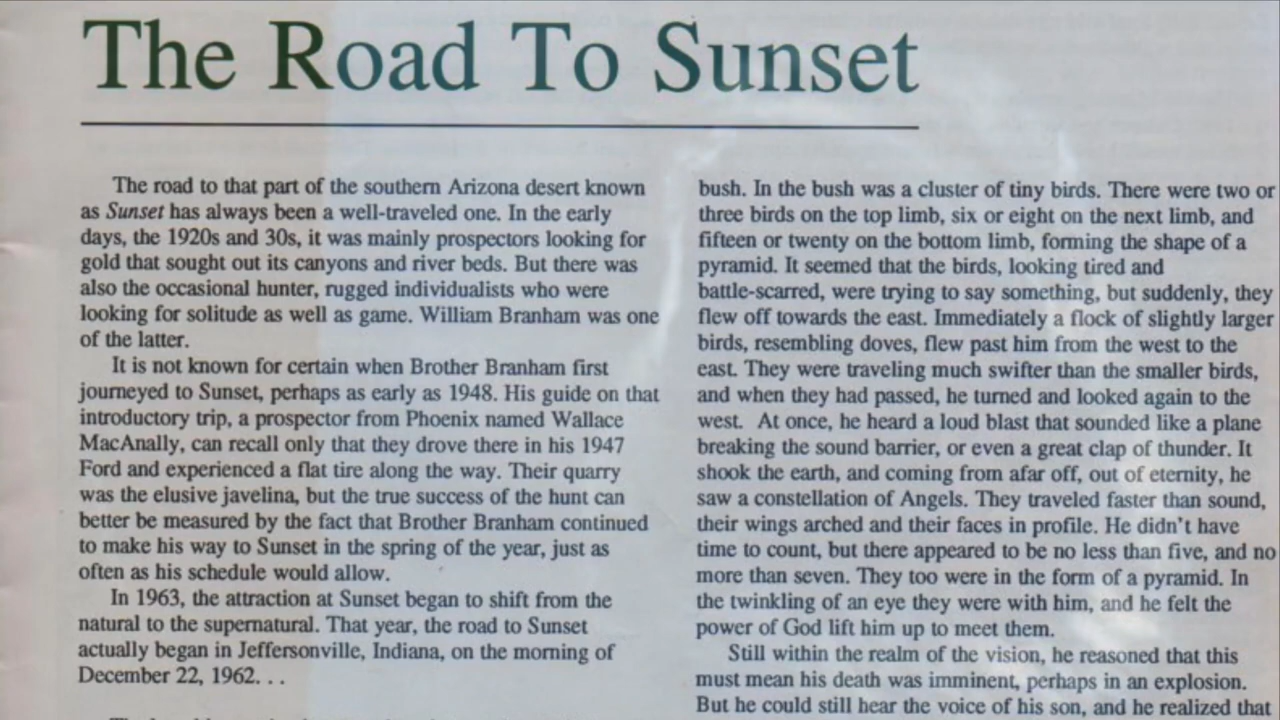 The Road To Sunset
The road to that part of the southern Arizona desert known
as Sunset has always been a well-traveled one. In the early
days, the 1920s and 30s, it was mainly prospectors looking for
gold that sought out its canyons and river beds. But there was
also the occasional hunter, rugged individualists who were
looking for solitude as well as game. William Branham was one
of the latter.
It is not known for certain when Brother Branham first
journeyed to Sunset, perhaps as early as 1948. His guide on that
introductory trip, a prospector from Phoenix named Wallace
MacAnally, can recall only that they drove there in his 1947
Ford and experienced a flat tire along the way. Their quarry
was the elusive javelina, but the true success of the hunt can
better be measured by the fact that Brother Branham continued
to make his way to Sunset in the spring of the year, just as
often as his schedule would allow.
In 1963, the attraction at Sunset began to shift from the
natural to the supernatural. That year, the road to Sunset
actually began in Jeffersonville, Indiana, on the morning of
December 22, 1962. . .
bush. In the bush was a cluster of tiny birds. There were two or
three birds on the top limb, six or eight on the next limb, and
fifteen or twenty on the bottom limb, forming the shape of a
pyramid. It seemed that the birds, looking tired and
battle-scarred, were trying to say something, but suddenly, they
flew off towards the east. Immediately a flock of slightly larger
birds, resembling doves, flew past him from the west to the
east. They were traveling much swifter than the smaller birds,
and when they had passed, he turned and looked again to the
west. At once, he heard a loud blast that sounded like a plane
breaking the sound barrier, or even a great clap of thunder. It
shook the earth, and coming from afar off, out of eternity, he
saw a constellation of Angels. They traveled faster than sound,
their wings arched and their faces in profile. He didn't have
time to count, but there appeared to be no less than five, and no
more than seven. They too were in the form of a pyramid. In
the twinkling of an eye they were with him, and he felt the
power of God lift him up to meet them.
Still within the realm of the vision, he reasoned that this
must mean his death was imminent, perhaps in an explosion.
But he could still hear the voice of his son, and he realized that